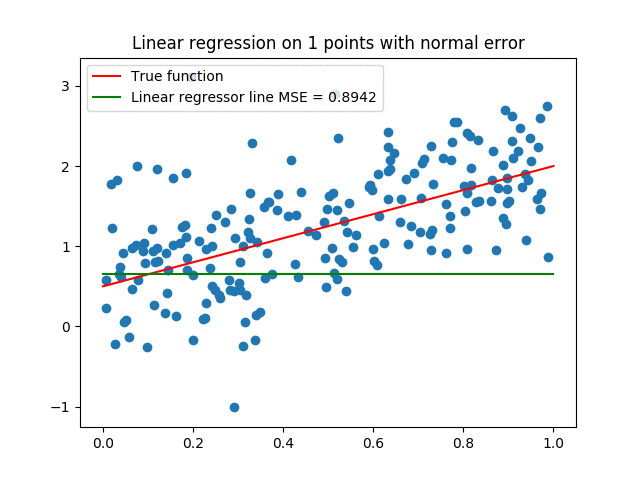 Linear regression on 1 points with normal error
True function
Linear regressor line MSE = 0.8942
3
2
1
0
−1
0.0 0.2 0.4 0.6 0.8 1.0